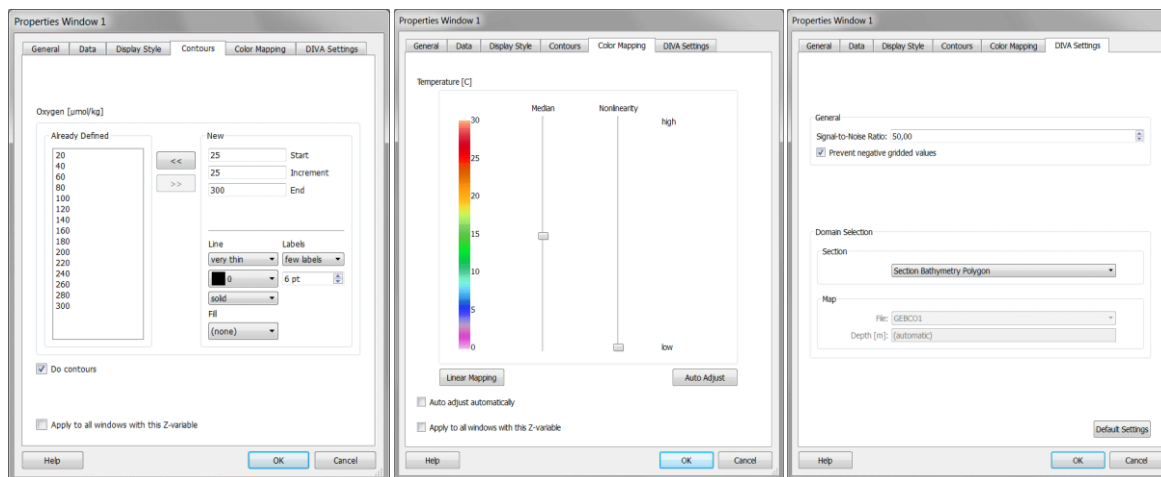 Properties Window 1
General Data Display Style Contours Color Mapping DIVA Settings
Oxygen [µmol/kg]
Already Defined
20
40
60
80
100
120
140
160
180
200
220
240
260
280
300
<<
>>
New
25 Start
25 Increment
300 End
Line Labels
very thin few labels
0 6 pt
solid
Fill
(none)
Do contours
Apply to all windows with this Z-variable
Help OK Cancel
Properties Window 1
General Data Display Style Contours Color Mapping DIVA Settings
Temperature [C]
Median Nonlinearity
30
25
20
15
10
5
0
high
low
Linear Mapping Auto Adjust
Auto adjust automatically
Apply to all windows with this Z-variable
Help OK Cancel
Properties Window 1
General Data Display Style Contours Color Mapping DIVA Settings
General
Signal-to-Noise Ratio: 50,00
Prevent negative gridded values
Domain Selection
Section
Section Bathymetry Polygon
Map
File: GEBCO1
Depth [m]: (automatic)
Default Settings
Help OK Cancel